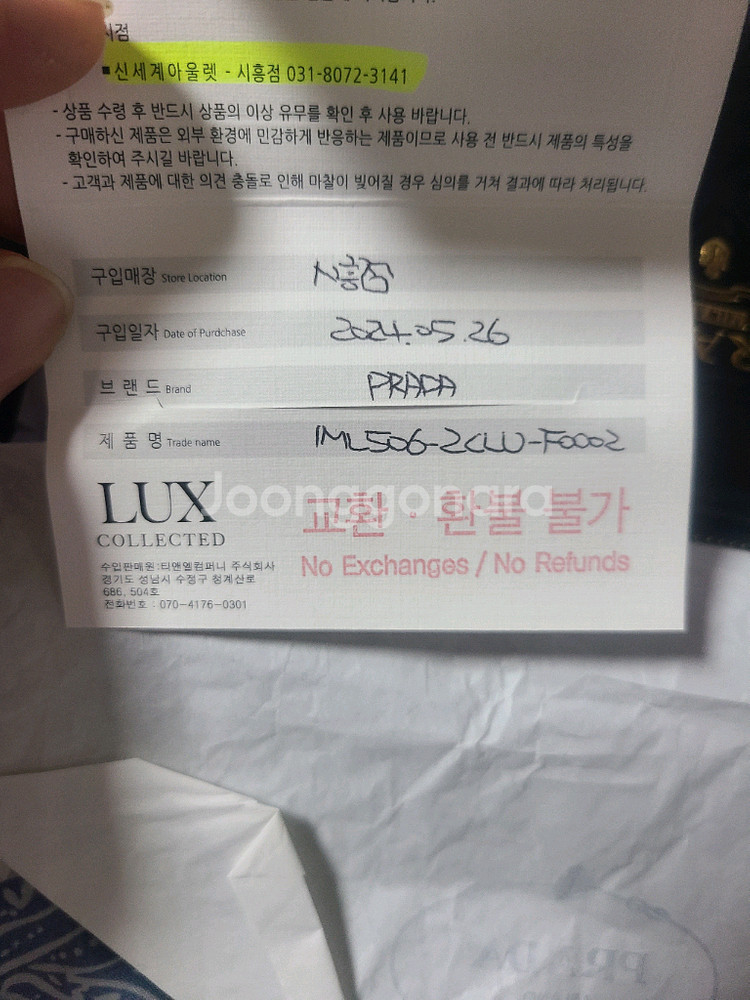 지점
■신세계아울렛 - 시흥점 031-8072-3141
- 상품 수령 후 반드시 상품의 이상 유무를 확인 후 사용 바랍니다.
- 구매하신 제품은 외부 환경에 민감하게 반응하는 제품이므로 사용 전 반드시 제품의 특성을
확인하여 주시길 바랍니다.
- 고객과 제품에 대한 의견 충돌로 인해 마찰이 빚어질 경우 심의를 거쳐 결과에 따라 처리됩니다.
구입매장 Store Location 시흥점
구입일자 Date of Purdchase 2024.05.26
브 랜 드 Brand PRADA
제 품 명 Trade name 1ML506-2CLU-F0002
LUX
COLLECTED
Joonggonara
교환 · 환불 불가
No Exchanges / No Refunds
수입판매원:티앤엘컴퍼니 주식회사
경기도 성남시 수정구 청계산로
686, 504호
전화번호 : 070-4176-0301
PRADA